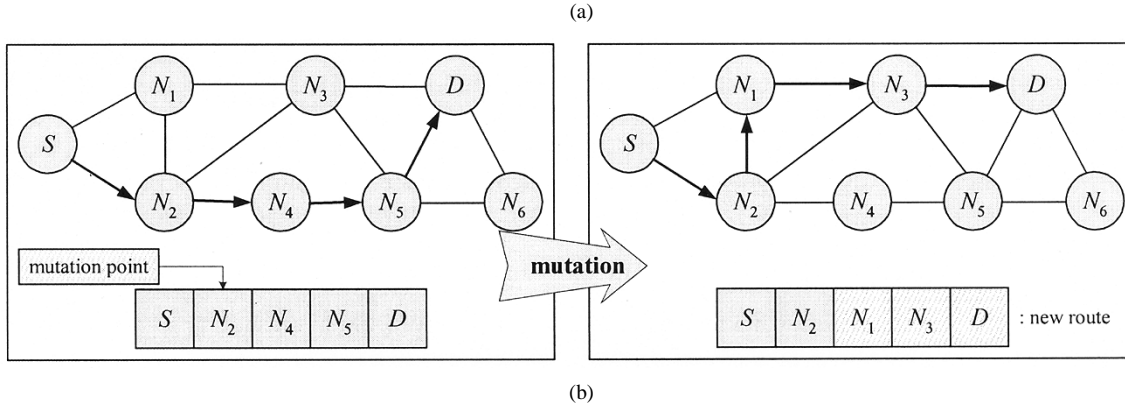 (a)
N1 N3 D
S
N2 N4 N5 N6
mutation point
S N2 N4 N5 D
mutation
N1 N3 D
S
N2 N4 N5 N6
S N2 N1 N3 D : new route
(b)